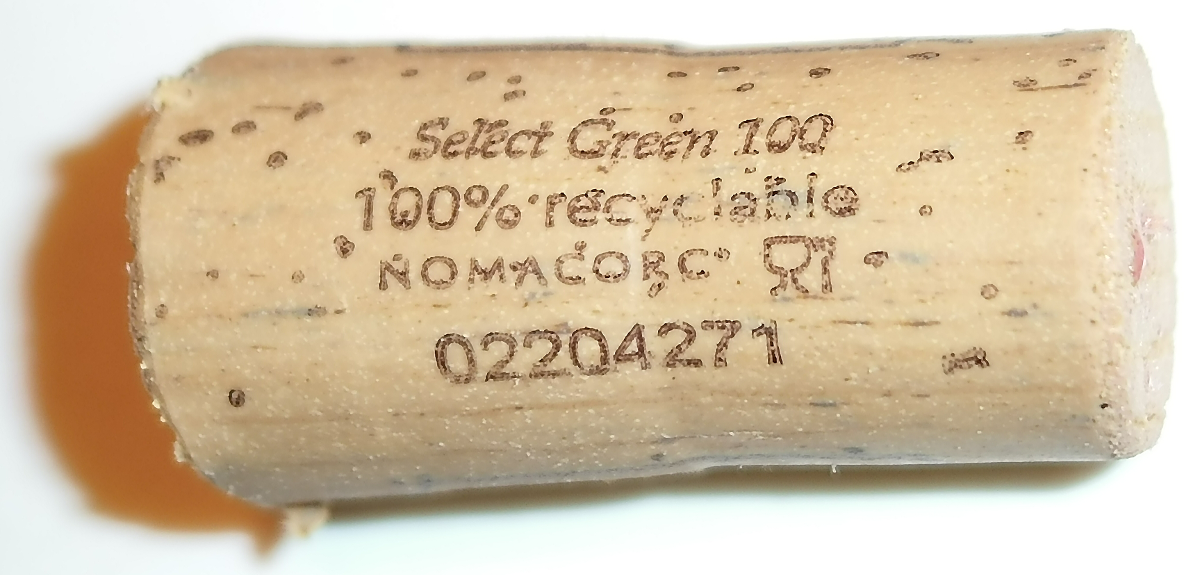 Select Green 100
100% recyclable
NOMACORC®
02204271